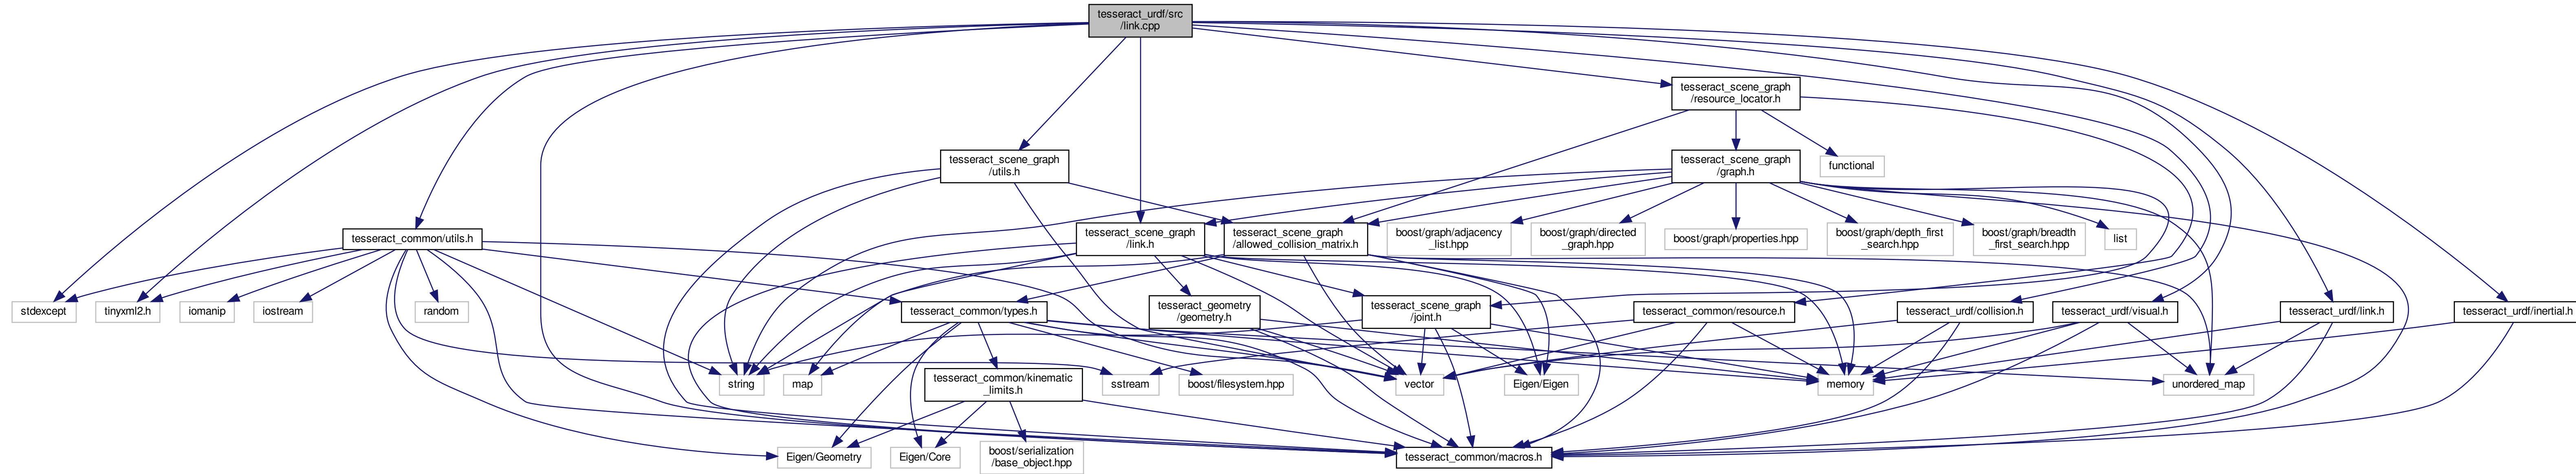 tesseract_urdf/src
/link.cpp
tesseract_scene_graph
/resource_locator.h
tesseract_scene_graph
/utils.h
tesseract_scene_graph
/graph.h
functional
tesseract_common/utils.h
tesseract_scene_graph
/link.h
tesseract_scene_graph
/allowed_collision_matrix.h
boost/graph/adjacency
_list.hpp
boost/graph/directed
_graph.hpp
boost/graph/properties.hpp
boost/graph/depth_first
_search.hpp
boost/graph/breadth
_first_search.hpp
list
stdexcept
tinyxml2.h
iomanip
iostream
random
tesseract_common/types.h
tesseract_geometry
/geometry.h
tesseract_scene_graph
/joint.h
tesseract_common/resource.h
tesseract_urdf/collision.h
tesseract_urdf/visual.h
tesseract_urdf/link.h
tesseract_urdf/inertial.h
string
map
tesseract_common/kinematic
_limits.h
sstream
boost/filesystem.hpp
vector
Eigen/Eigen
memory
unordered_map
Eigen/Geometry
Eigen/Core
boost/serialization
/base_object.hpp
tesseract_common/macros.h